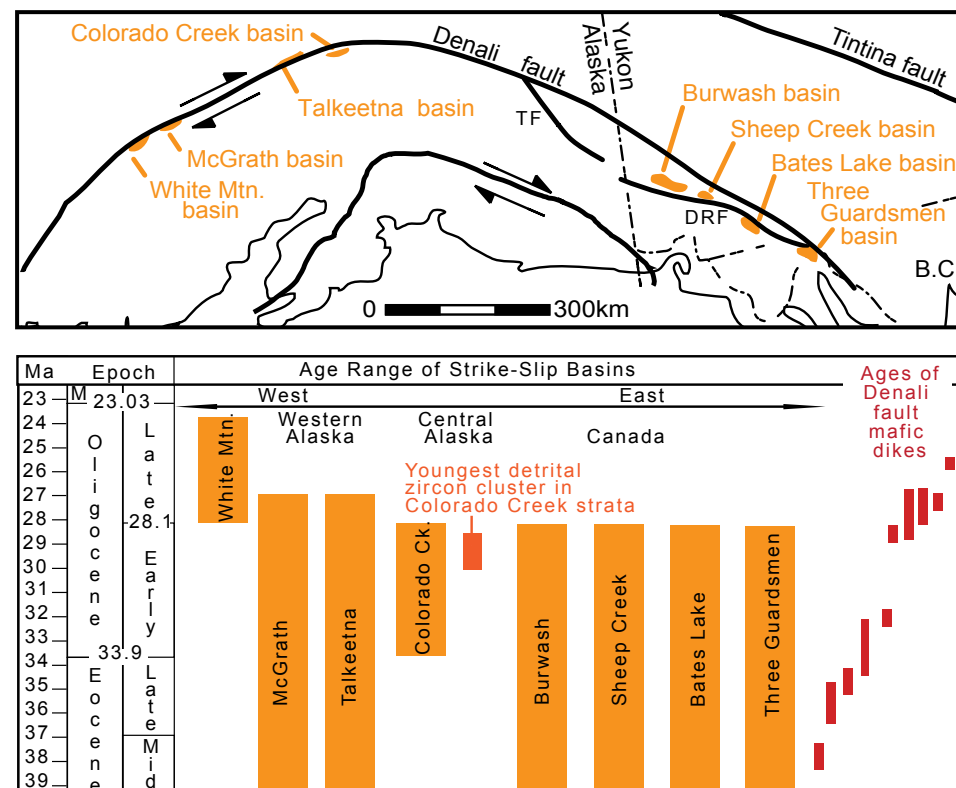 Colorado Creek basin
Denali fault
Yukon
Alaska
Tintina fault
Talkeetna basin
TF
Burwash basin
Sheep Creek basin
McGrath basin
Bates Lake basin
White Mtn.
basin
Three
Guardsmen
basin
DRF
B.C
0 300km
Ma Epoch Age Range of Strike-Slip Basins
Ages of
Denali
fault
mafic
dikes
West East
Western
Alaska
Central
Alaska
Canada
M
23.03
Late
28.1
Early
Oligocene
33.9
Late
Mid
Eocene
23
24
25
26
27
28
29
30
31
32
33
34
35
36
37
38
39
Youngest detrital
zircon cluster in
Colorado Creek strata
White Mtn.
McGrath
Talkeetna
Colorado Ck.
Burwash
Sheep Creek
Bates Lake
Three Guardsmen